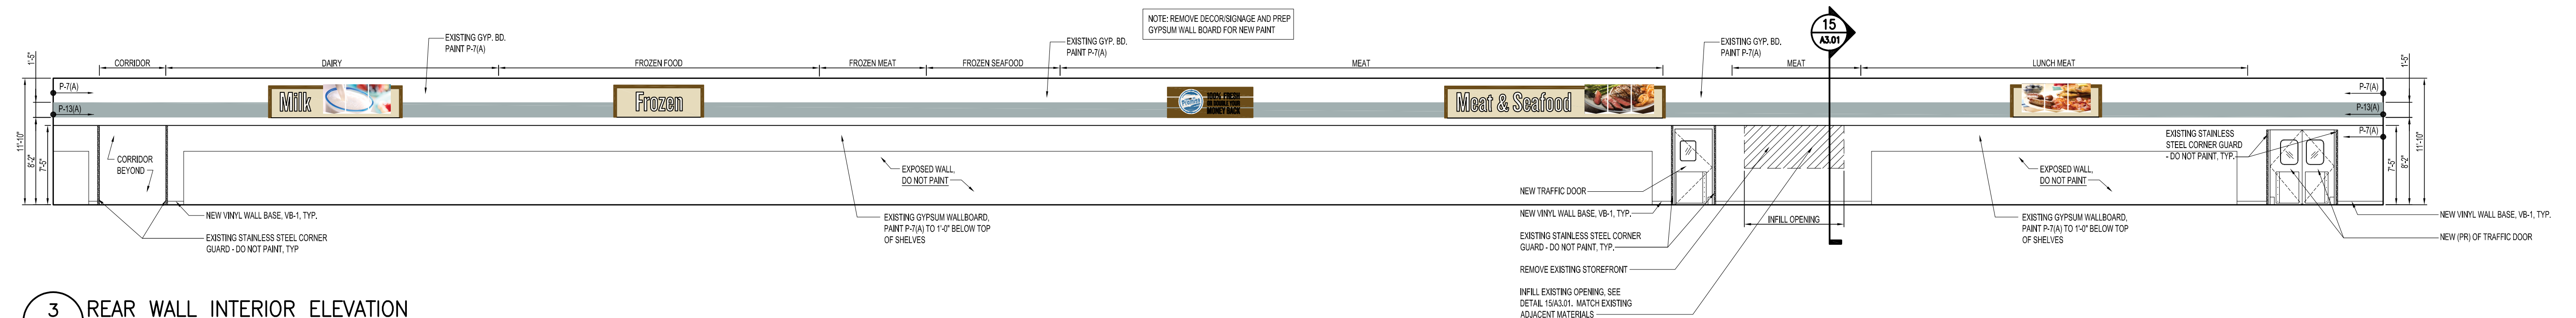 NOTE: REMOVE DECOR/SIGNAGE AND PREP
GYPSUM WALL BOARD FOR NEW PAINT
15
A3.01
EXISTING GYP. BD.
PAINT P-7(A)
EXISTING GYP. BD.
PAINT P-7(A)
EXISTING GYP. BD.
PAINT P-7(A)
CORRIDOR
DAIRY
FROZEN FOOD
FROZEN MEAT
FROZEN SEAFOOD
MEAT
MEAT
LUNCH MEAT
1'-5"
11'-10"
8'-2"
7'-5"
P-7(A)
P-13(A)
Milk
Frozen
100% FRESH
OR DOUBLE YOUR
MONEY BACK
Meat & Seafood
P-7(A)
P-13(A)
P-7(A)
1'-5"
7'-5"
8'-2"
11'-10"
CORRIDOR
BEYOND
EXPOSED WALL,
DO NOT PAINT
EXISTING STAINLESS
STEEL CORNER GUARD
- DO NOT PAINT, TYP.
EXPOSED WALL,
DO NOT PAINT
NEW VINYL WALL BASE, VB-1, TYP.
EXISTING STAINLESS STEEL CORNER
GUARD - DO NOT PAINT, TYP
EXISTING GYPSUM WALLBOARD,
PAINT P-7(A) TO 1'-0" BELOW TOP
OF SHELVES
NEW TRAFFIC DOOR
NEW VINYL WALL BASE, VB-1, TYP.
EXISTING STAINLESS STEEL CORNER
GUARD - DO NOT PAINT, TYP.
REMOVE EXISTING STOREFRONT
INFILL EXISTING OPENING, SEE
DETAIL 15/A3.01. MATCH EXISTING
ADJACENT MATERIALS
INFILL OPENING
EXISTING GYPSUM WALLBOARD,
PAINT P-7(A) TO 1'-0" BELOW TOP
OF SHELVES
NEW VINYL WALL BASE, VB-1, TYP.
NEW (PR) OF TRAFFIC DOOR
3
REAR WALL INTERIOR ELEVATION